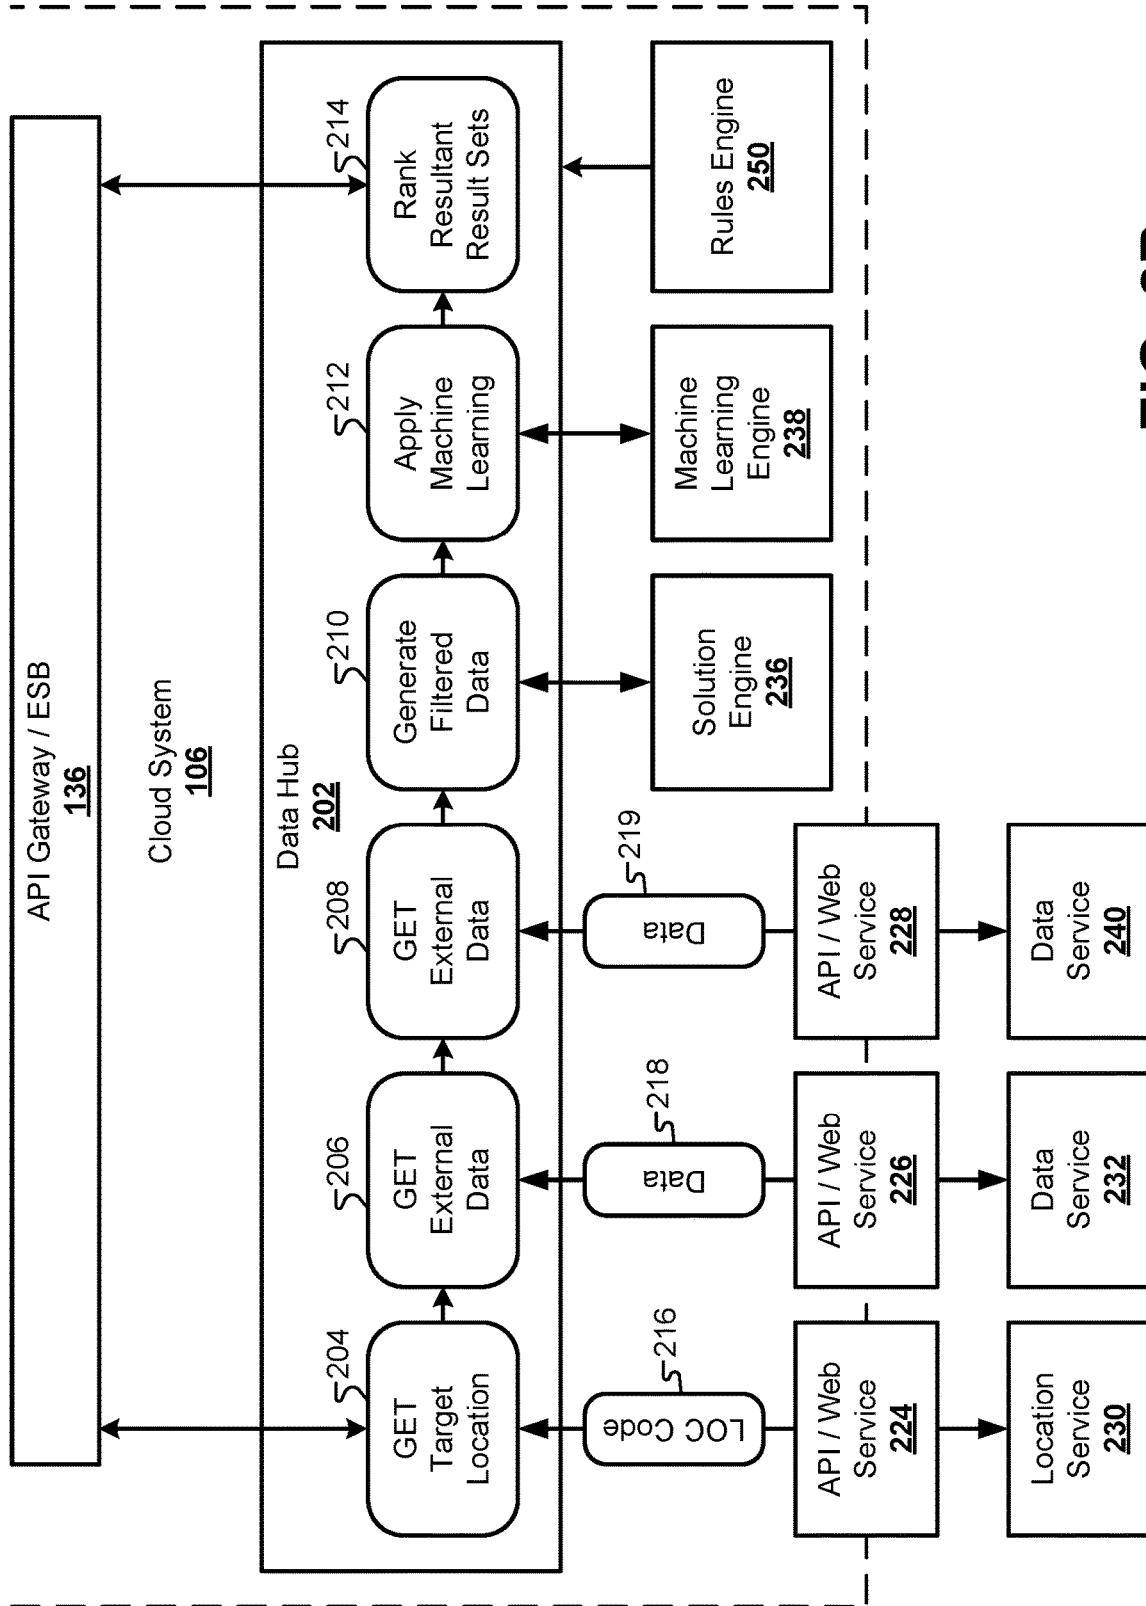 API Gateway / ESB
136
Cloud System
106
Data Hub
202
204
206
208
210
212
214
GET
Target
Location
GET
External
Data
GET
External
Data
Generate
Filtered
Data
Apply
Machine
Learning
Rank
Resultant
Result Sets
216
218
219
LOC Code
Data
Data
Solution
Engine
236
Machine
Learning
Engine
238
Rules Engine
250
API / Web
Service
224
API / Web
Service
226
API / Web
Service
228
Location
Service
230
Data
Service
232
Data
Service
240